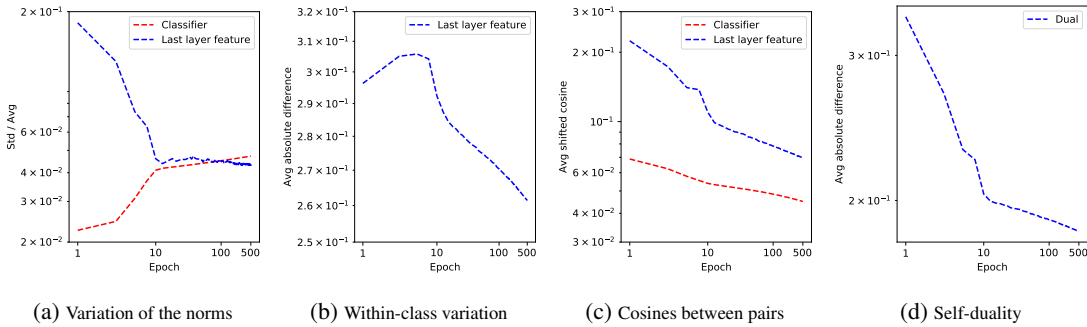 2 × 10⁻¹
6 × 10⁻²
4 × 10⁻²
3 × 10⁻²
2 × 10⁻²
Std / Avg
Classifier
Last layer feature
1 10 100 500
Epoch
(a) Variation of the norms
3.2 × 10⁻¹
3.1 × 10⁻¹
3 × 10⁻¹
2.9 × 10⁻¹
2.8 × 10⁻¹
2.7 × 10⁻¹
2.6 × 10⁻¹
2.5 × 10⁻¹
Avg absolute difference
Last layer feature
1 10 100 500
Epoch
(b) Within-class variation
3 × 10⁻¹
2 × 10⁻¹
10⁻¹
6 × 10⁻²
4 × 10⁻²
3 × 10⁻²
Avg shifted cosine
Classifier
Last layer feature
1 10 100 500
Epoch
(c) Cosines between pairs
3 × 10⁻¹
2 × 10⁻¹
Avg absolute difference
Dual
1 10 100 500
Epoch
(d) Self-duality